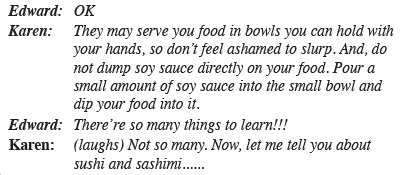 Edward: OK
Karen: They may serve you food in bowls you can hold with
your hands, so don't feel ashamed to slurp. And, do
not dump soy sauce directly on your food. Pour a
small amount of soy sauce into the small bowl and
dip your food into it.
Edward: There're so many things to learn!!!
Karen: (laughs) Not so many. Now, let me tell you about
sushi and sashimi......